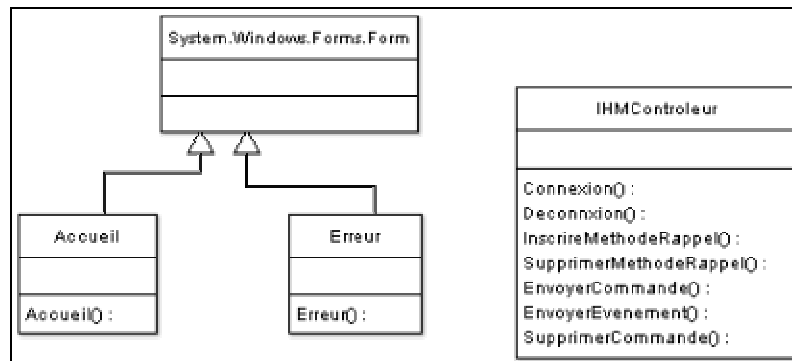 System.Windows.Forms.Form
IHMControleur
Connexion() :
Deconnxion() :
InscrireMethodeRappel() :
SupprimerMethodeRappel() :
EnvoyerCommande() :
EnvoyerEvenement() :
SupprimerCommande() :
Accueil
Accueil() :
Erreur
Erreur() :